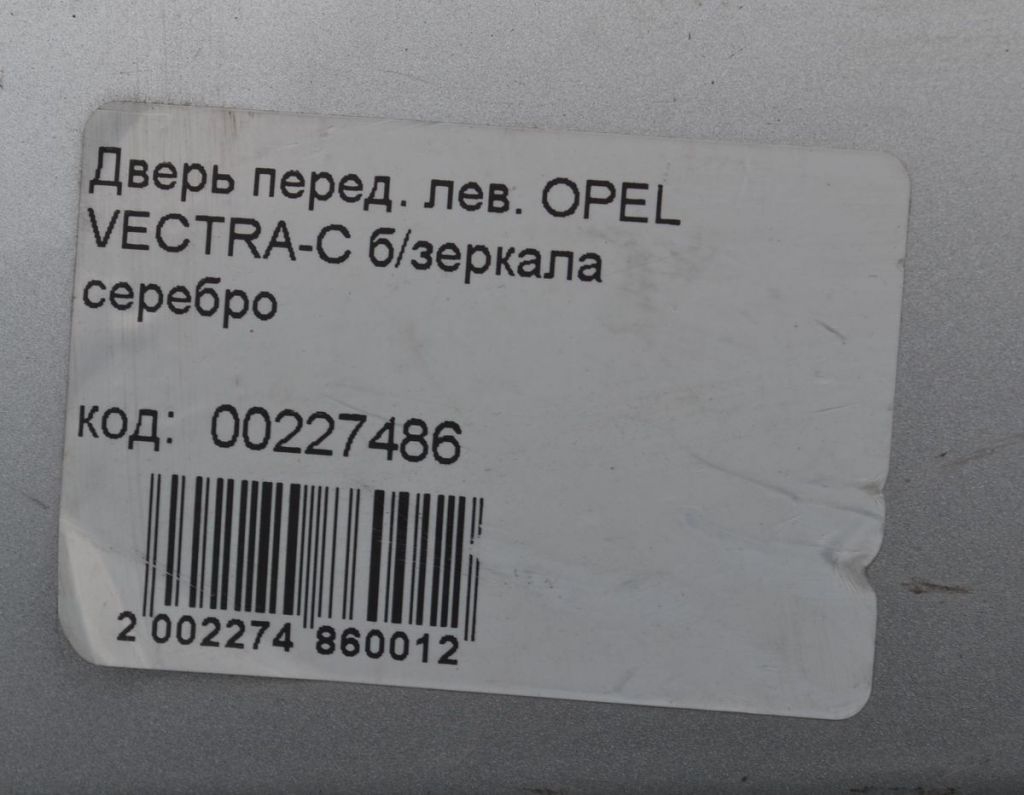 Дверь перед. лев. OPEL
VECTRA-C б/зеркала
серебро
код: 00227486
2 002274 860012